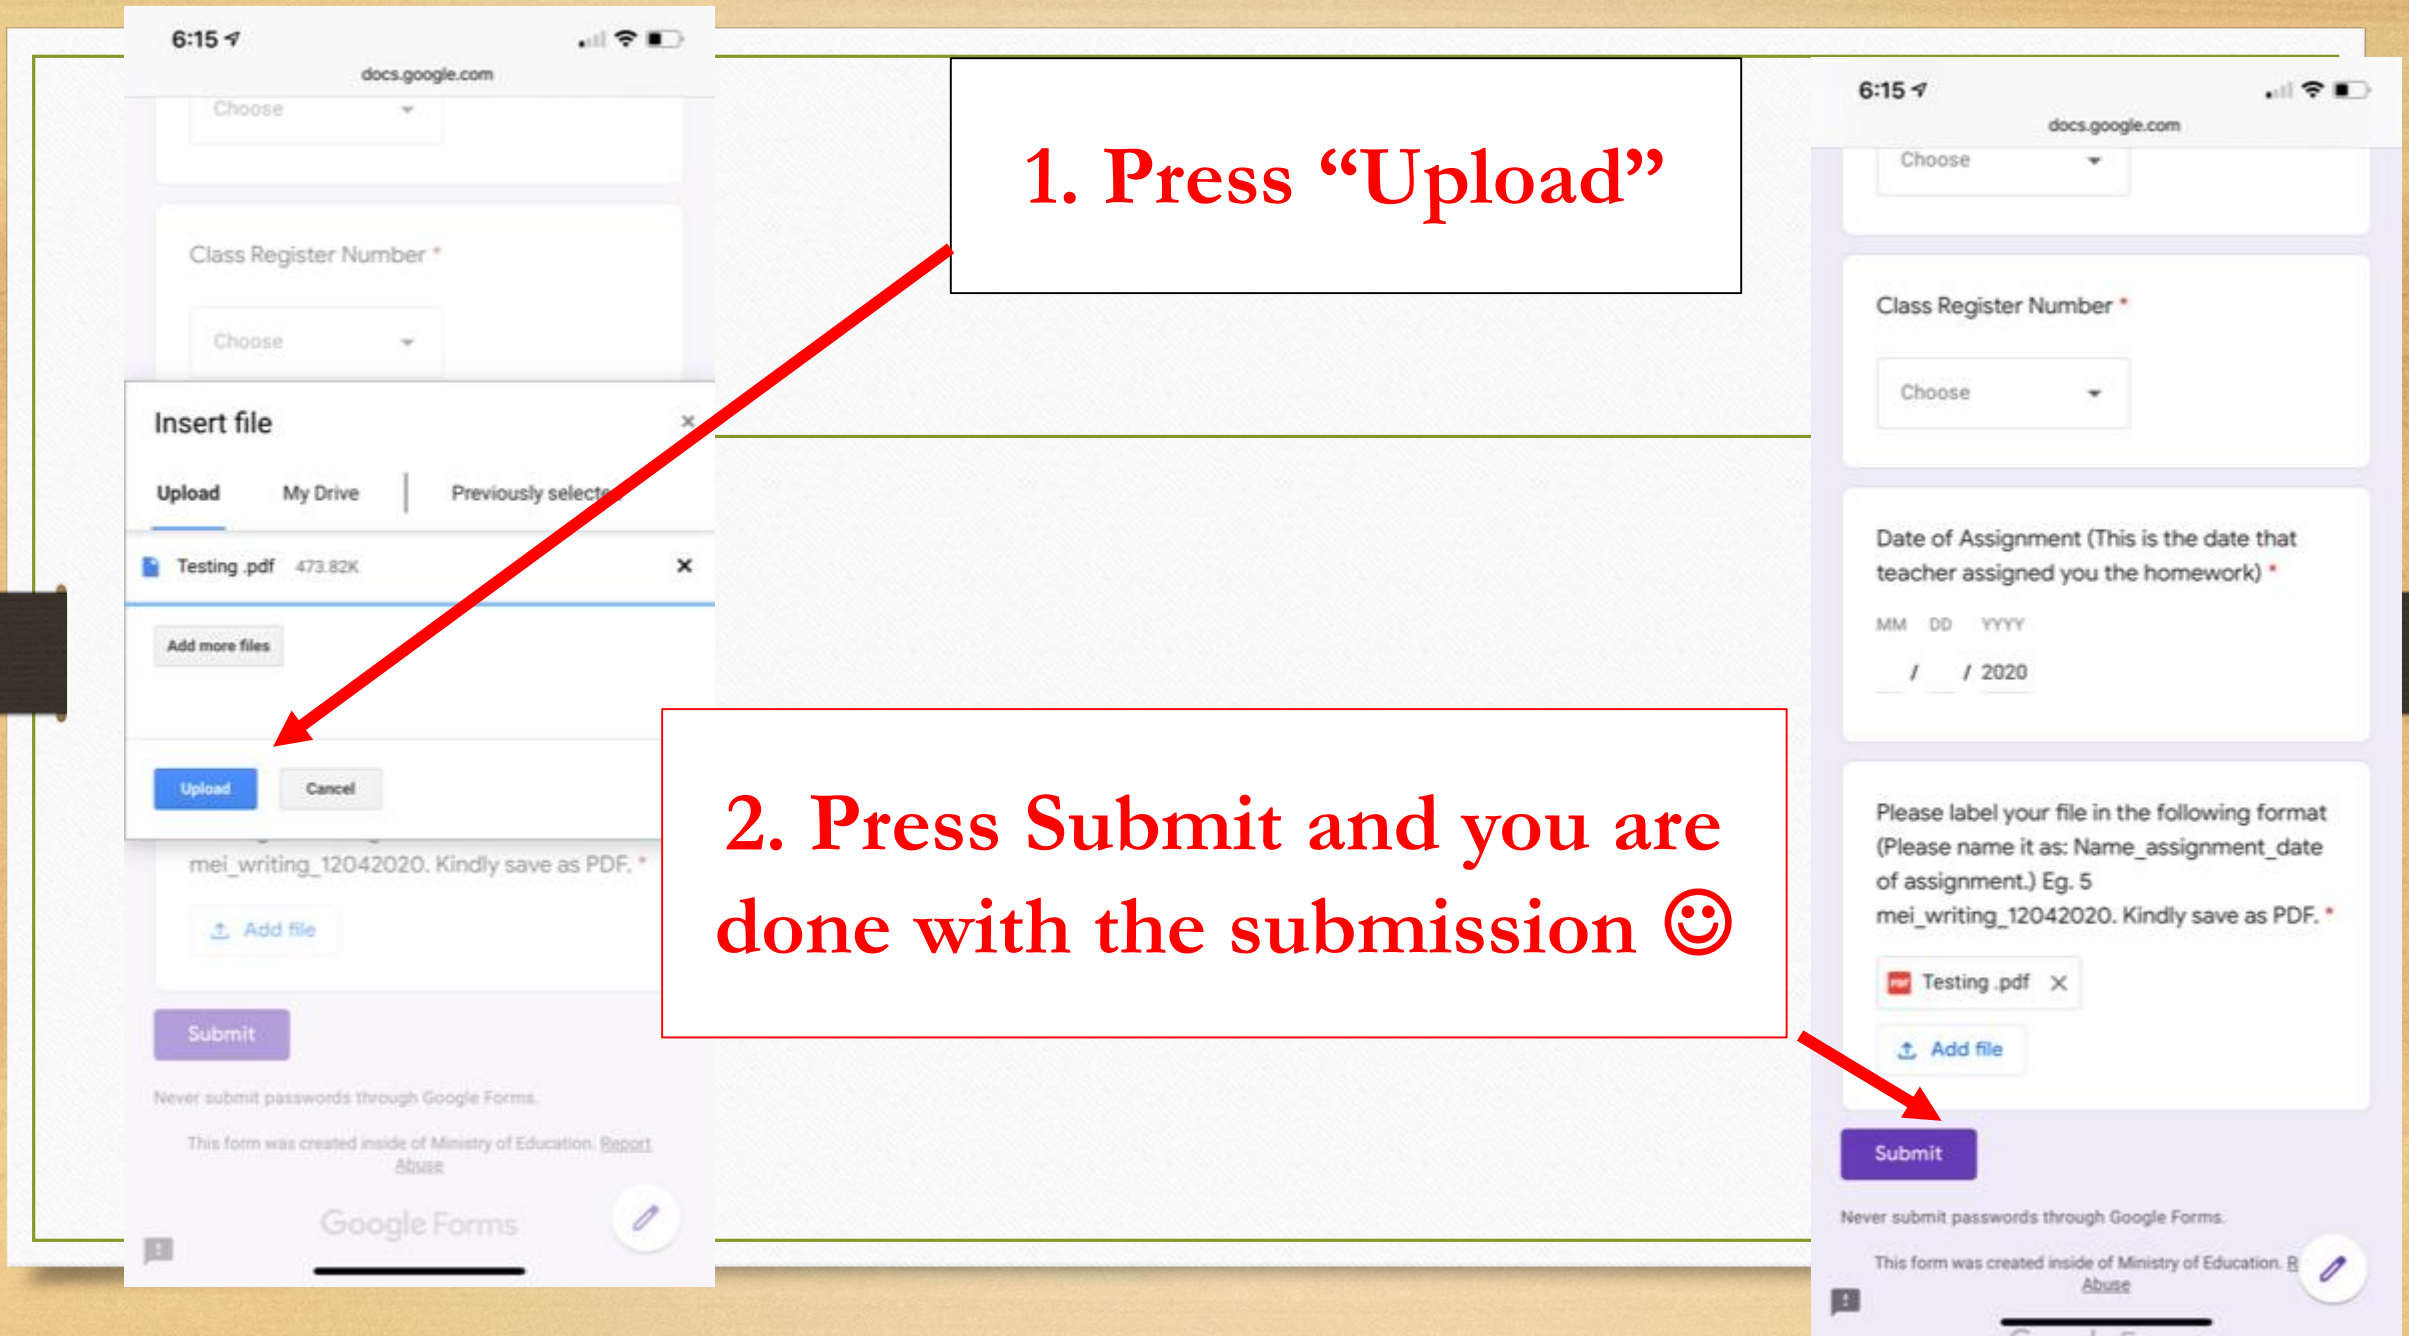 6:15
docs.google.com
Choose
Class Register Number *
Choose
Insert file
×
Upload My Drive Previously
Testing .pdf 473.82K
Add more files
Upload Cancel
mei_writing_12042020. Kindly save as PDF. *
Add file
Submit
Never submit passwords through Google Forms.
This form was created inside of Ministry of Education. Report
Abuse
Google Forms
1. Press “Upload”
2. Press Submit and you are
done with the submission ☺
6:15
docs.google.com
Choose
Class Register Number *
Choose
Date of Assignment (This is the date that
teacher assigned you the homework) *
MM DD YYYY
/ / 2020
Please label your file in the following format
(Please name it as: Name_assignment_date
of assignment.) Eg. 5
mei_writing_12042020. Kindly save as PDF. *
PDF Testing .pdf
Add file
Submit
Never submit passwords through Google Forms.
This form was created inside of Ministry of Education. R
Abuse